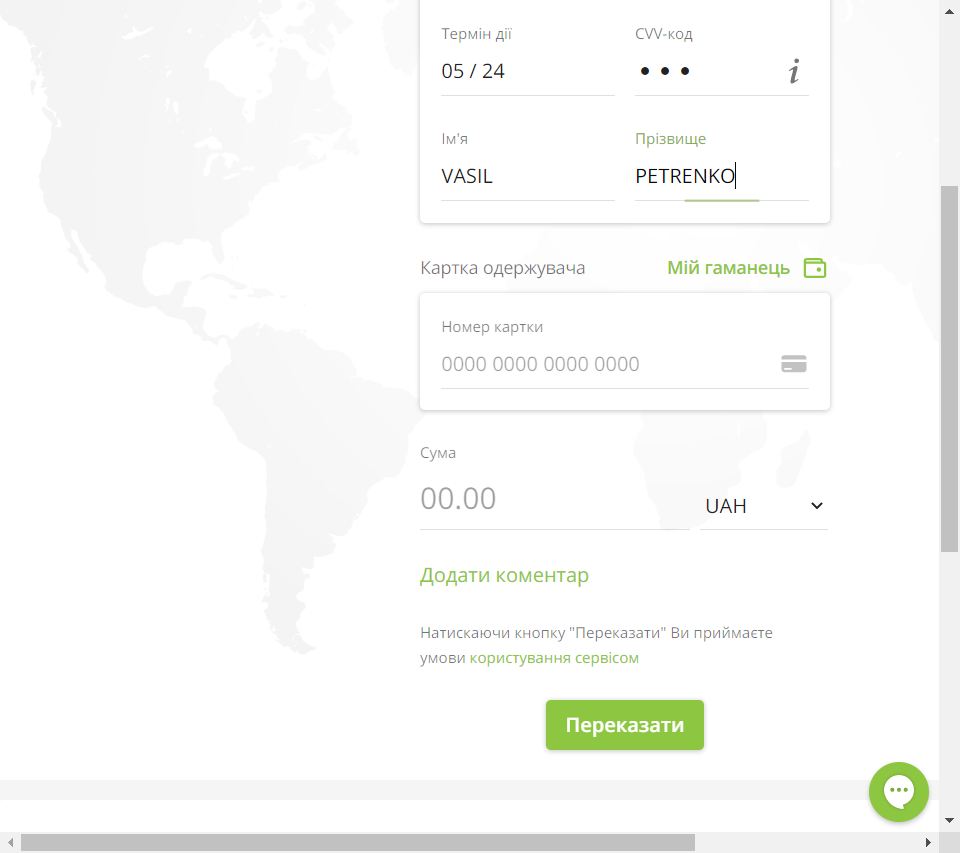 Термін дії CVV-код
05 / 24 • • • i
Ім'я Прізвище
VASIL PETRENKO
Картка одержувача Мій гаманець
Номер картки
0000 0000 0000 0000
Сума
00.00 UAH
Додати коментар
Натискаючи кнопку "Переказати" Ви приймаєте
умови користування сервісом
Переказати